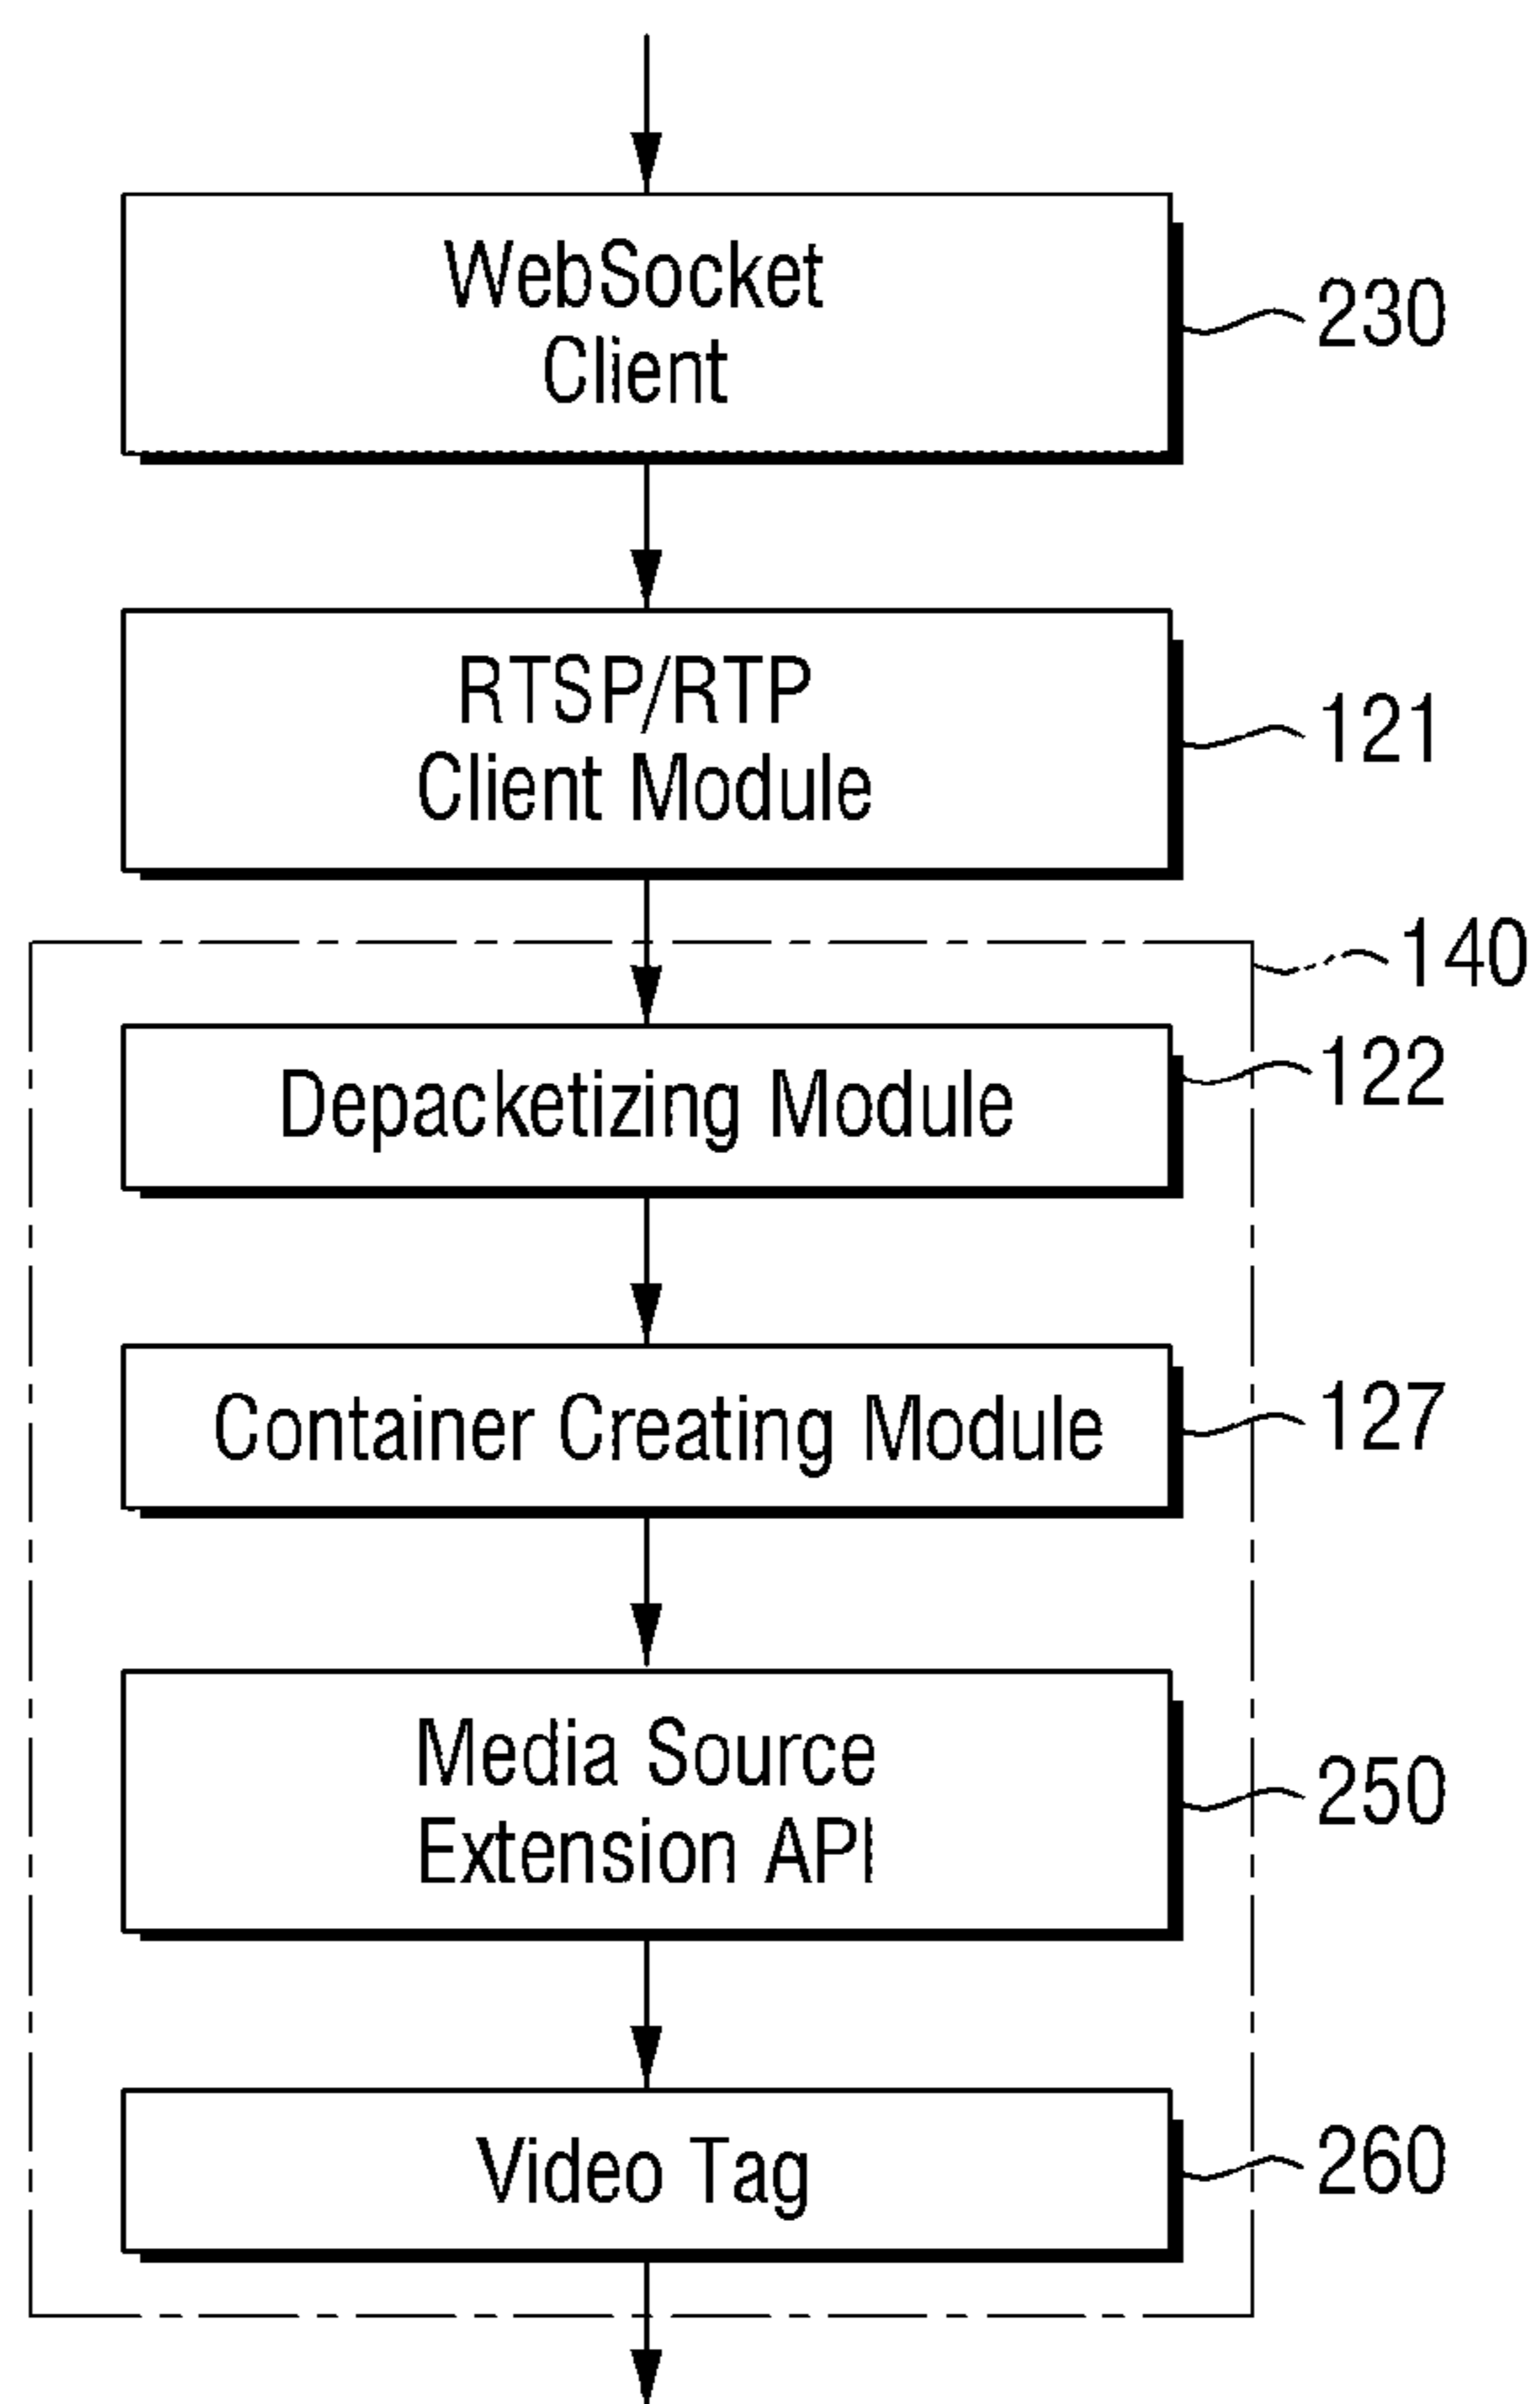 WebSocket
Client
230
RTSP/RTP
Client Module
121
140
Depacketizing Module
122
Container Creating Module
127
Media Source
Extension API
250
Video Tag
260